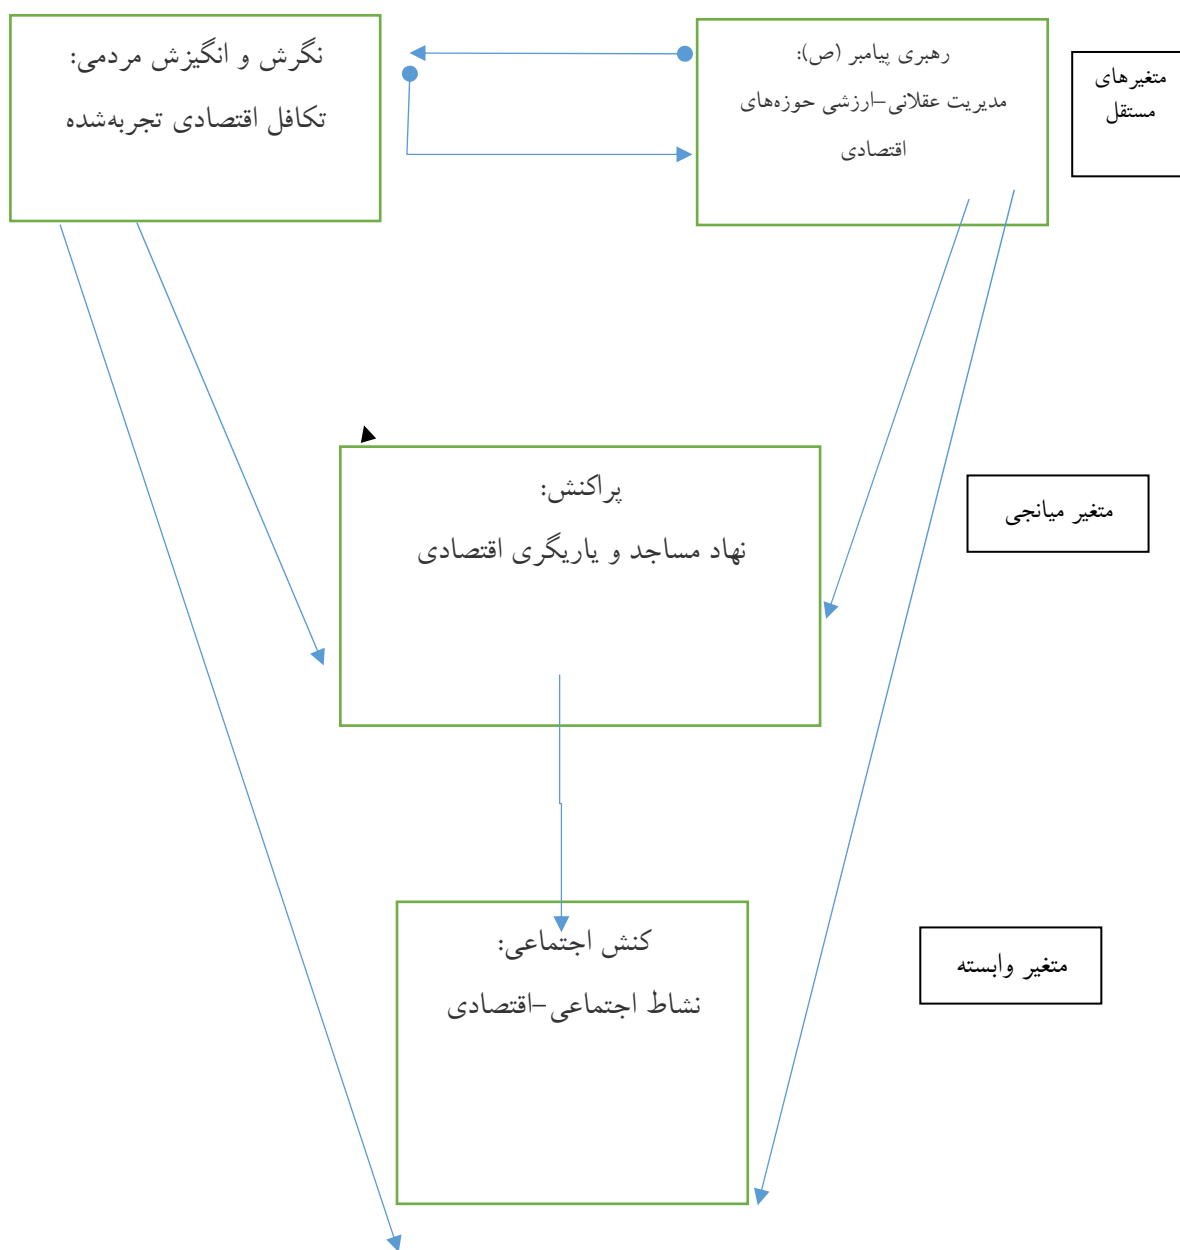 رهبری پیامبر (ص):
مدیریت عقلانی-ارزشی حوزه‌های
اقتصادی
نگرش و انگیزش مردمی:
تکافل اقتصادی تجربه‌شده
متغیرهای
مستقل
پراکنش:
نهاد مساجد و یاریگری اقتصادی
متغیر میانجی
کنش اجتماعی:
نشاط اجتماعی-اقتصادی
متغیر وابسته